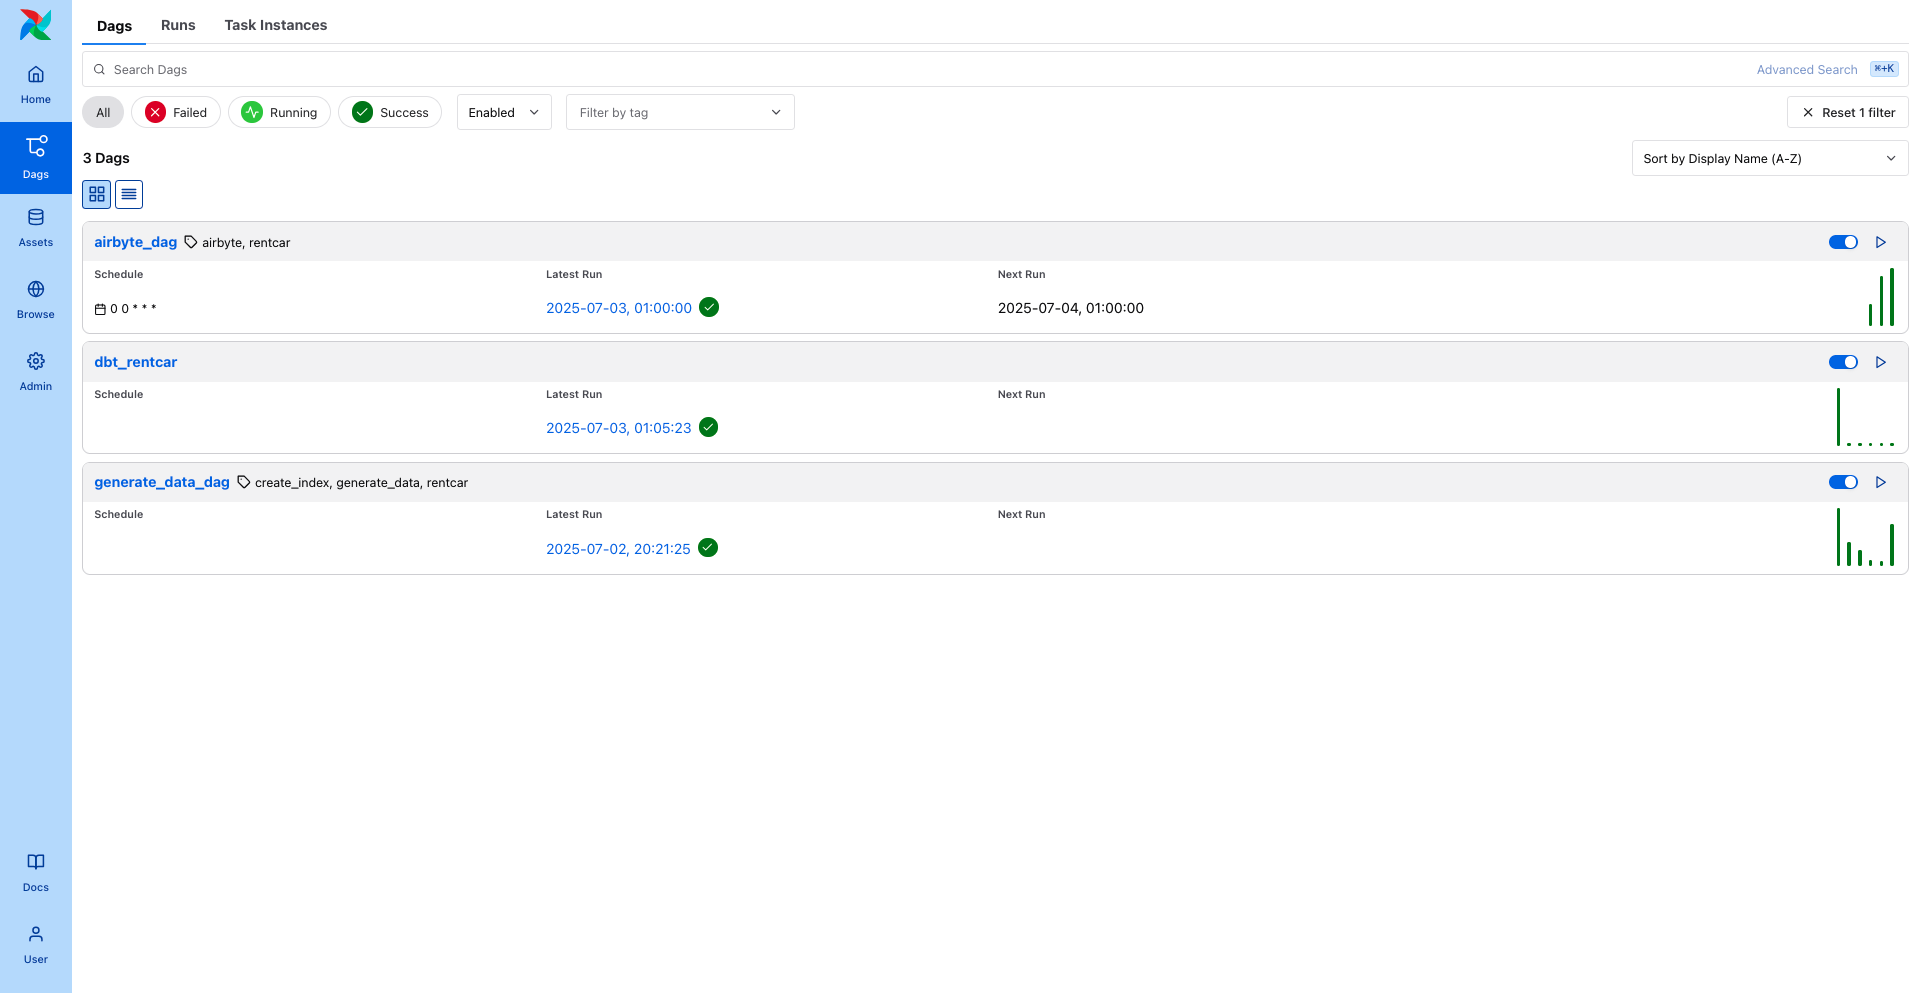 Dags Runs Task Instances
Search Dags Advanced Search ⌘+K
All Failed Running Success Enabled Filter by tag Reset 1 filter
3 Dags Sort by Display Name (A-Z)
airbyte_dag airbyte, rentcar
Schedule Latest Run Next Run
0 0 * * * 2025-07-03, 01:00:00 2025-07-04, 01:00:00
dbt_rentcar
Schedule Latest Run Next Run
2025-07-03, 01:05:23
generate_data_dag create_index, generate_data, rentcar
Schedule Latest Run Next Run
2025-07-02, 20:21:25
Home
Dags
Assets
Browse
Admin
Docs
User